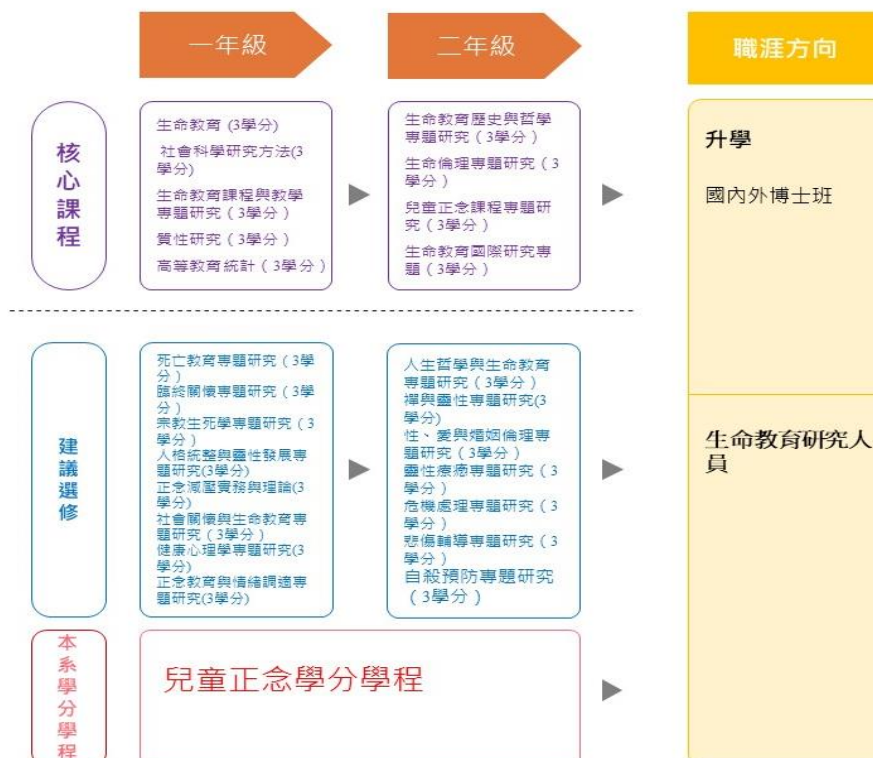 一年級
二年級
職涯方向
核
心
課
程
生命教育 (3學分)
社會科學研究方法(3
學分)
生命教育課程與教學
專題研究（3學分）
質性研究（3學分）
高等教育統計（3學分）
生命教育歷史與哲學
專題研究（3學分）
生命倫理專題研究（3
學分）
兒童正念課程專題研
究（3學分）
生命教育國際研究專
題（3學分）
升學
國內外博士班
建
議
選
修
死亡教育專題研究（3學
分）
臨終關懷專題研究（3學
分）
宗教生死學專題研究（3
學分）
人格統整與靈性發展專
題研究(3學分)
正念減壓實務與理論(3
學分)
社會關懷與生命教育專
題研究（3學分）
健康心理學專題研究(3
學分)
正念教育與情緒調適專
題研究(3學分)
人生哲學與生命教育
專題研究（3學分）
禪與靈性專題研究(3
學分)
性、愛與婚姻倫理專
題研究（3學分）
靈性療癒專題研究（3
學分）
危機處理專題研究（3
學分）
悲傷輔導專題研究（3
學分）
自殺預防專題研究
（3學分）
生命教育研究人
員
本
系
學
分
學
程
兒童正念學分學程